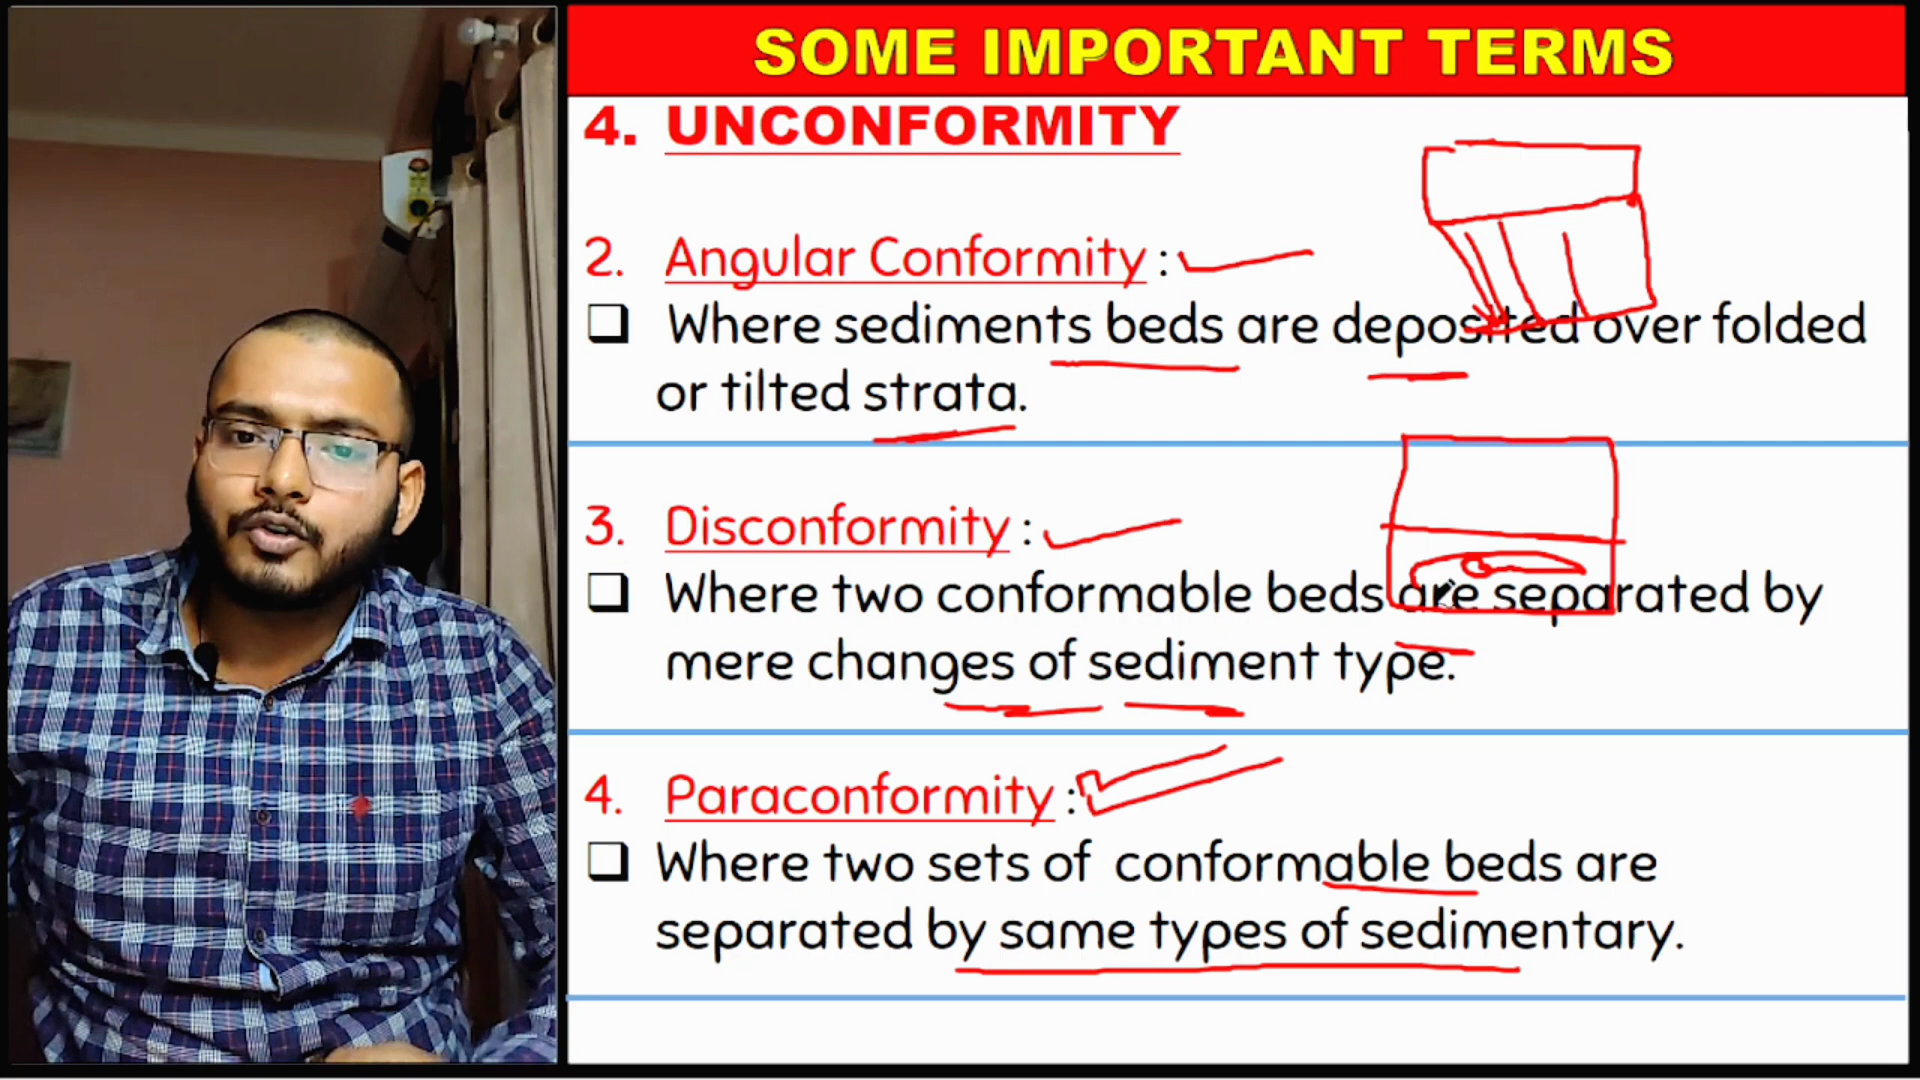 SOME IMPORTANT TERMS
4. UNCONFORMITY
2. Angular Conformity :
❑ Where sediments beds are deposited over folded
or tilted strata.
3. Disconformity :
❑ Where two conformable beds are separated by
mere changes of sediment type.
4. Paraconformity :
❑ Where two sets of conformable beds are
separated by same types of sedimentary.